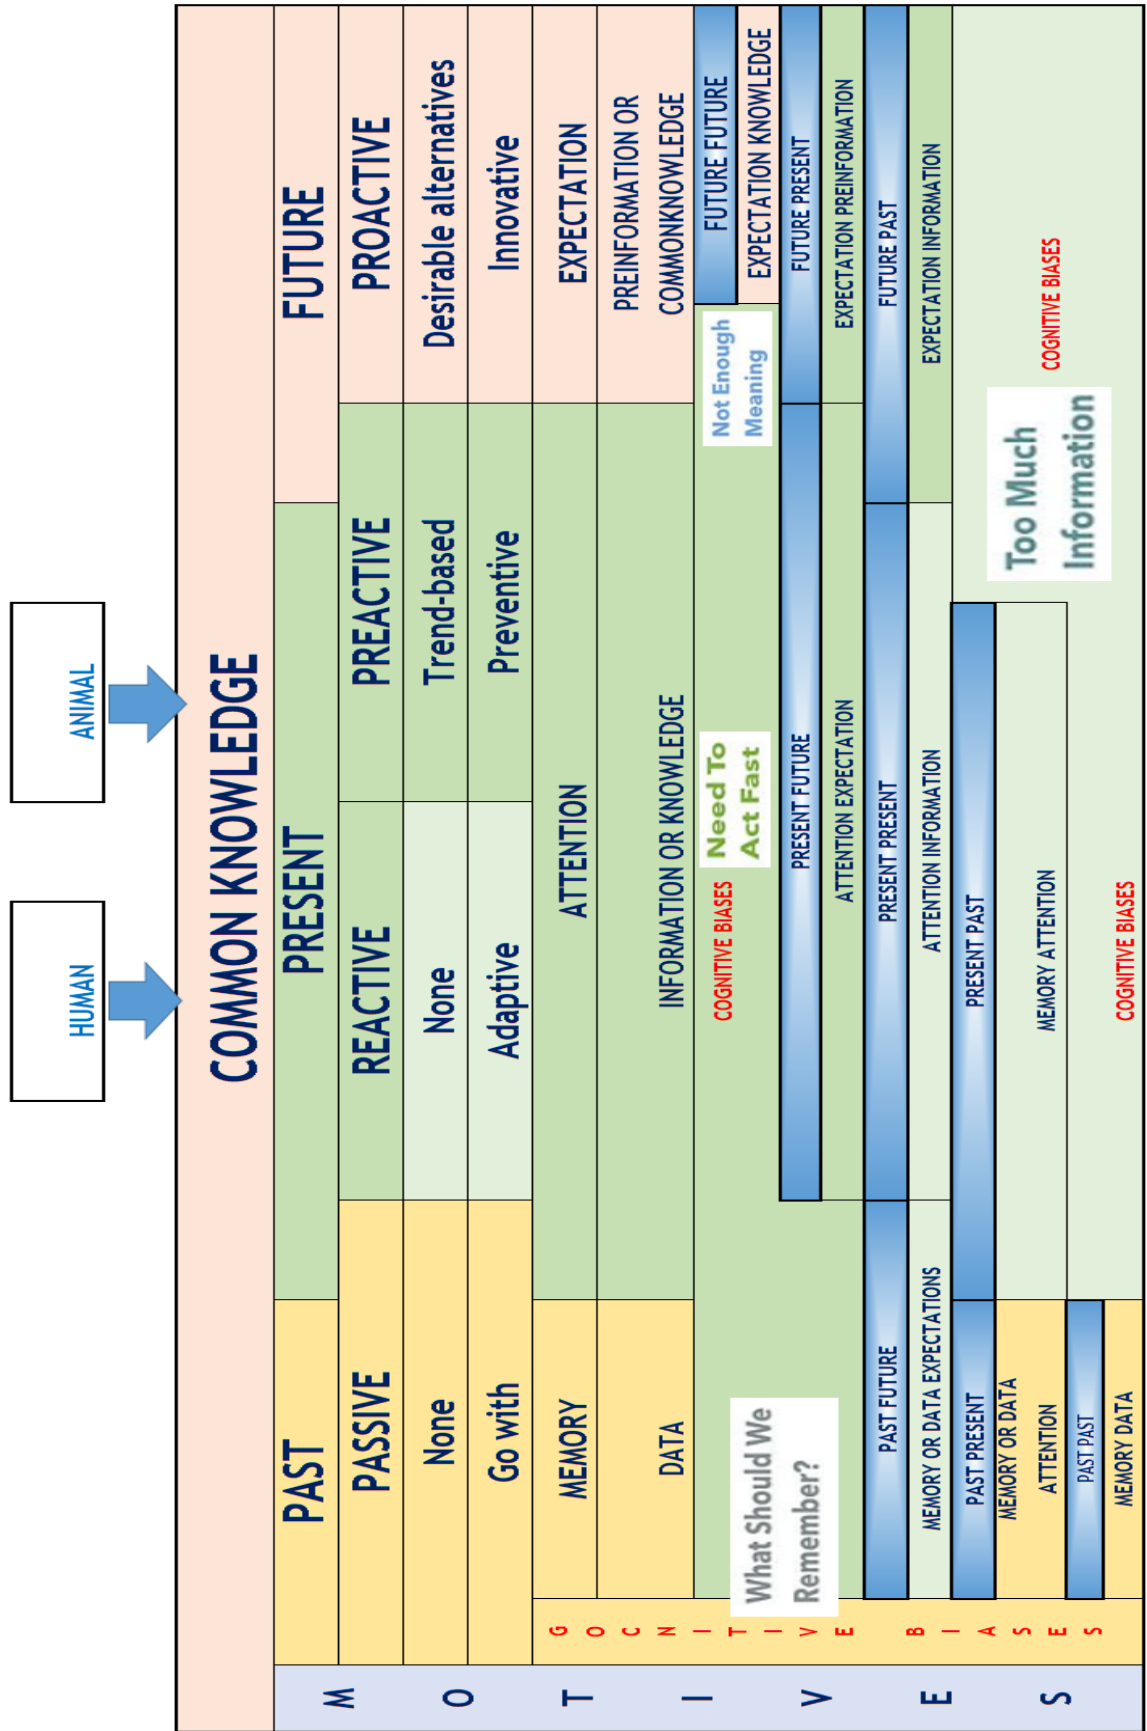 HUMAN
ANIMAL
COMMON KNOWLEDGE
PAST
PRESENT
FUTURE
PASSIVE
REACTIVE
PREACTIVE
PROACTIVE
None
None
Trend-based
Desirable alternatives
Go with
Adaptive
Preventive
Innovative
MEMORY
ATTENTION
EXPECTATION
DATA
INFORMATION OR KNOWLEDGE
PREINFORMATION OR
COMMONKNOWLEDGE
COGNITIVE BIASES
Need To
Act Fast
Not Enough
Meaning
FUTURE FUTURE
EXPECTATION KNOWLEDGE
What Should We
Remember?
PRESENT FUTURE
FUTURE PRESENT
ATTENTION EXPECTATION
EXPECTATION PREINFORMATION
PAST FUTURE
PRESENT PRESENT
FUTURE PAST
MEMORY OR DATA EXPECTATIONS
ATTENTION INFORMATION
EXPECTATION INFORMATION
PAST PRESENT
PRESENT PAST
MEMORY OR DATA
ATTENTION
MEMORY ATTENTION
Too Much
Information
COGNITIVE BIASES
PAST PAST
MEMORY DATA
COGNITIVE BIASES
GOCNITIVE BIASES
MOTIVES